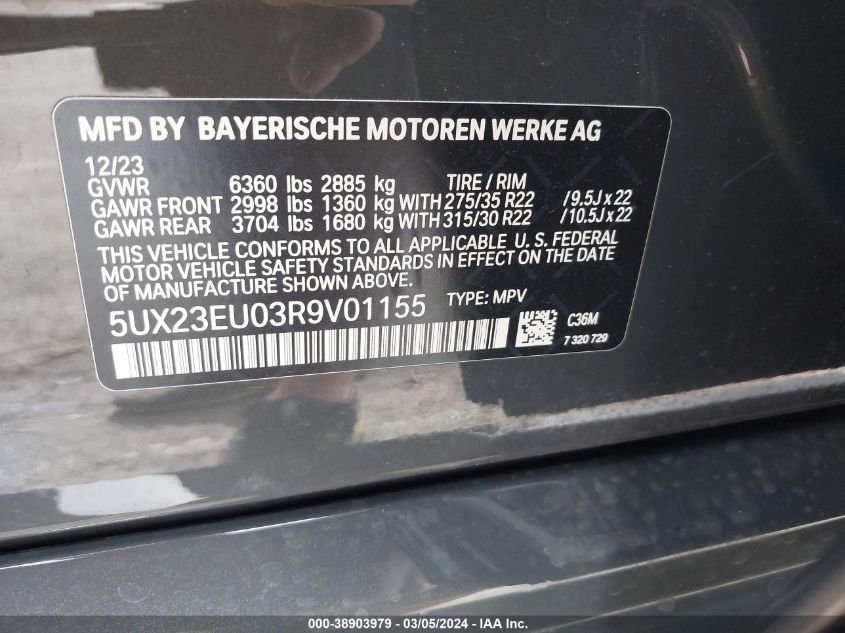 MFD BY BAYERISCHE MOTOREN WERKE AG
12/23
GVWR 6360 lbs 2885 kg TIRE / RIM
GAWR FRONT 2998 lbs 1360 kg WITH 275/35 R22 /9.5J x 22
GAWR REAR 3704 lbs 1680 kg WITH 315/30 R22 /10.5J x 22
THIS VEHICLE CONFORMS TO ALL APPLICABLE U. S. FEDERAL
MOTOR VEHICLE SAFETY STANDARDS IN EFFECT ON THE DATE
OF MANUFACTURE SHOWN ABOVE.
5UX23EU03R9V01155 TYPE: MPV
C36M
7 320 729
000-38903979 - 03/05/2024 - IAA Inc.